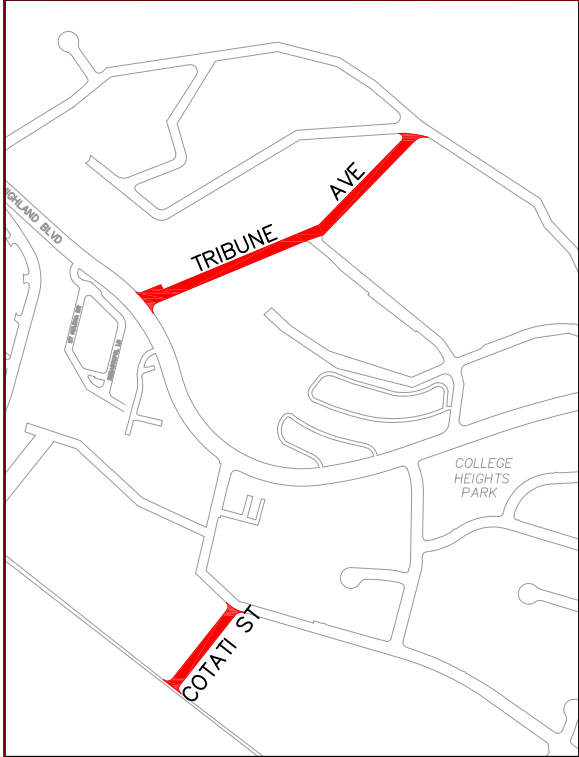 AVE
TRIBUNE
HIGHLAND BLVD
COLLEGE
HEIGHTS
PARK
COTATI ST